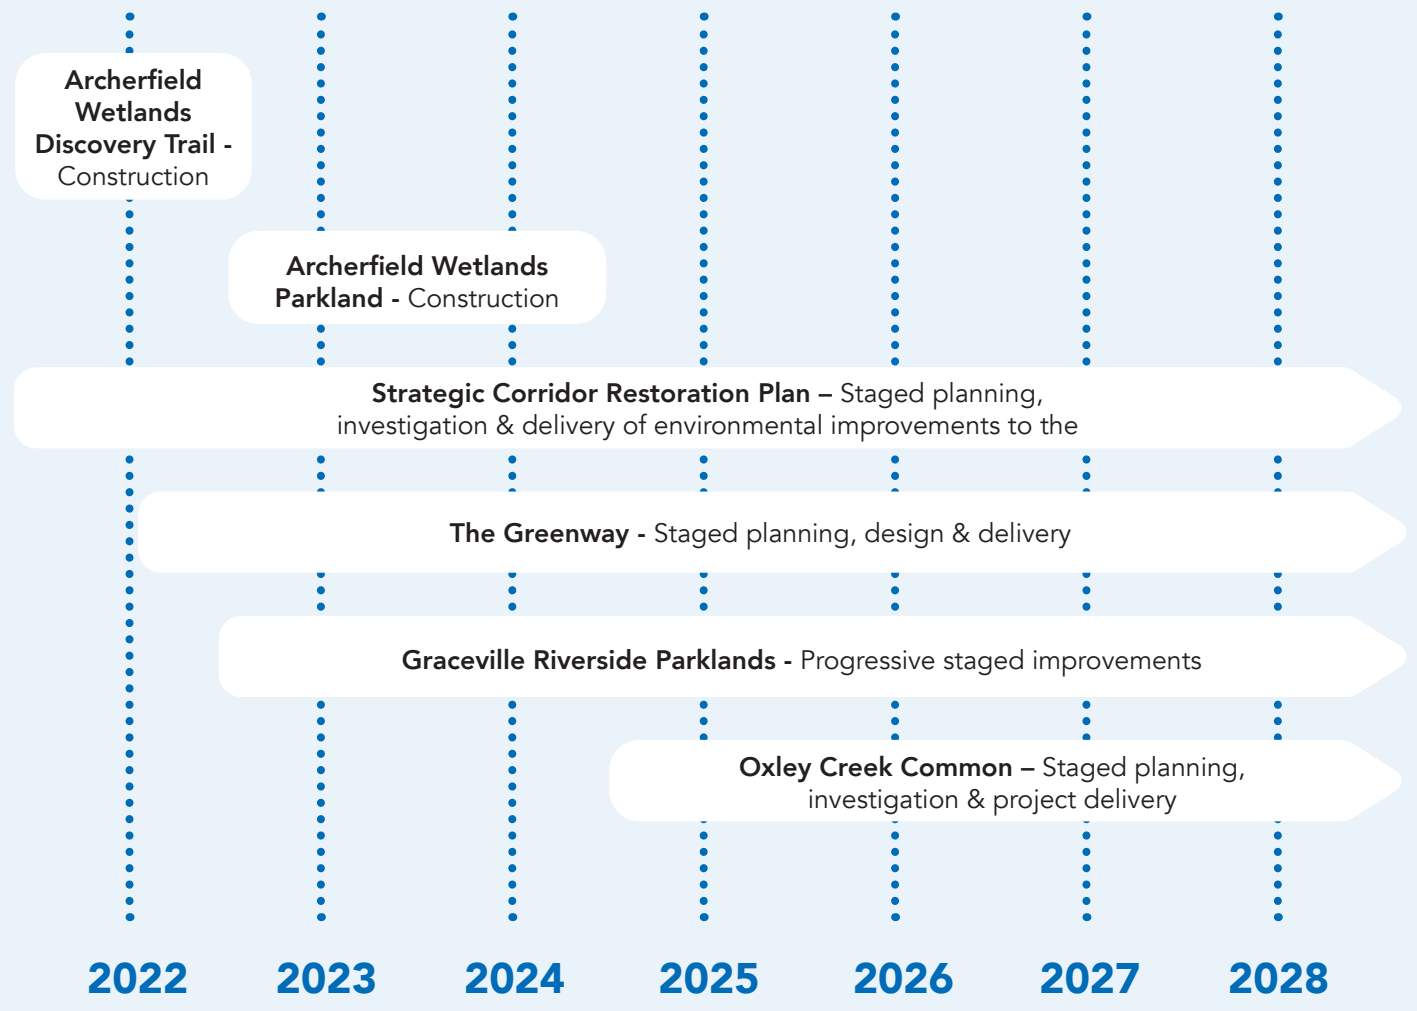 Archerfield
Wetlands
Discovery Trail -
Construction
Archerfield Wetlands
Parkland - Construction
Strategic Corridor Restoration Plan – Staged planning,
investigation & delivery of environmental improvements to the
The Greenway - Staged planning, design & delivery
Graceville Riverside Parklands - Progressive staged improvements
Oxley Creek Common – Staged planning,
investigation & project delivery
2022 2023 2024 2025 2026 2027 2028